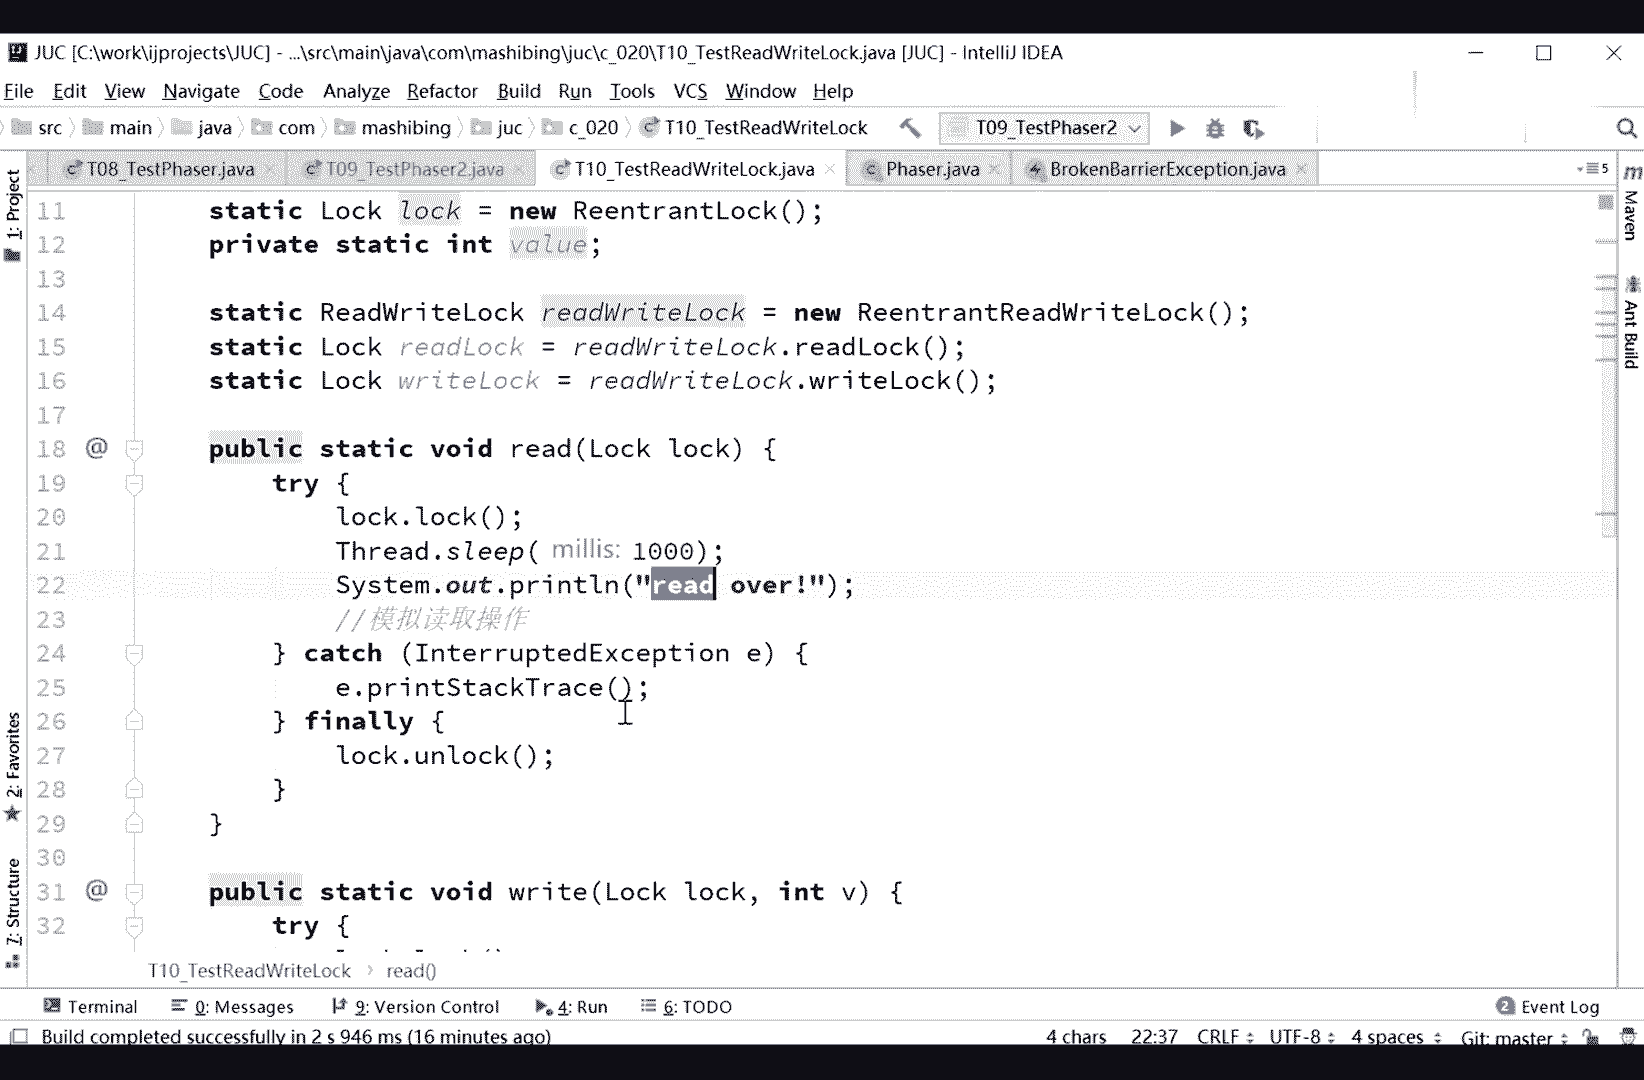 JUC [C:\work\ijprojects\JUC] - ...\src\main\java\com\mashibing\juc\c_020\T10_TestReadWriteLock.java [JUC] - IntelliJ IDEA
File Edit View Navigate Code Analyze Refactor Build Run Tools VCS Window Help
src main java com mashibing juc c_020 T10_TestReadWriteLock T09_TestPhaser2
T08_TestPhaser.java T09_TestPhaser2.java T10_TestReadWriteLock.java Phaser.java BrokenBarrierException.java 5
1: Project
2: Favorites
7: Structure
m Maven
Ant Build
11 static Lock lock = new ReentrantLock();
12 private static int value;
13
14 static ReadWriteLock readWriteLock = new ReentrantReadWriteLock();
15 static Lock readLock = readWriteLock.readLock();
16 static Lock writeLock = readWriteLock.writeLock();
17
18 @ public static void read(Lock lock) {
19 try {
20 lock.lock();
21 Thread.sleep( millis: 1000);
22 System.out.println("read over!");
23 //模拟读取操作
24 } catch (InterruptedException e) {
25 e.printStackTrace();
26 } finally {
27 lock.unlock();
28 }
29 }
30
31 @ public static void write(Lock lock, int v) {
32 try {
T10_TestReadWriteLock › read()
Terminal 0: Messages 9: Version Control 4: Run 6: TODO 2 Event Log
Build completed successfully in 2 s 946 ms (16 minutes ago) 4 chars 22:37 CRLF UTF-8 4 spaces Git: master